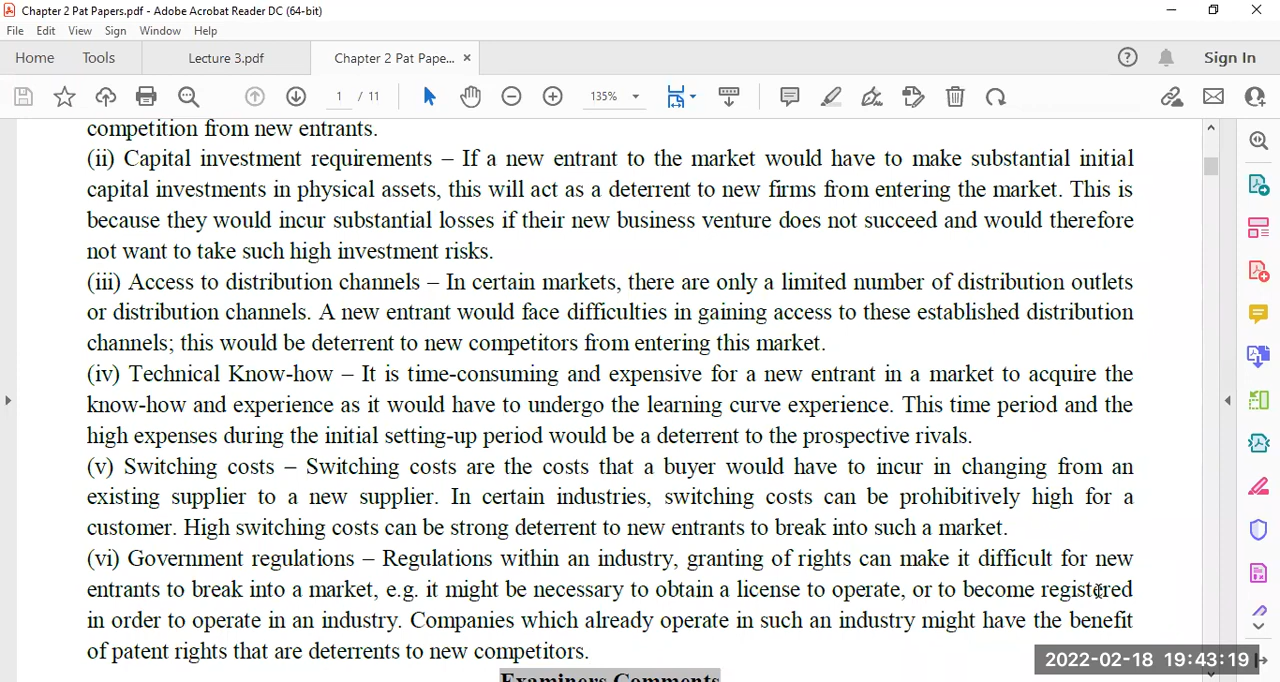 Chapter 2 Pat Papers.pdf - Adobe Acrobat Reader DC (64-bit)
File Edit View Sign Window Help
Home Tools Lecture 3.pdf Chapter 2 Pat Pape... × Sign In
1 / 11 135%
competition from new entrants.
(ii) Capital investment requirements – If a new entrant to the market would have to make substantial initial
capital investments in physical assets, this will act as a deterrent to new firms from entering the market. This is
because they would incur substantial losses if their new business venture does not succeed and would therefore
not want to take such high investment risks.
(iii) Access to distribution channels – In certain markets, there are only a limited number of distribution outlets
or distribution channels. A new entrant would face difficulties in gaining access to these established distribution
channels; this would be deterrent to new competitors from entering this market.
(iv) Technical Know-how – It is time-consuming and expensive for a new entrant in a market to acquire the
know-how and experience as it would have to undergo the learning curve experience. This time period and the
high expenses during the initial setting-up period would be a deterrent to the prospective rivals.
(v) Switching costs – Switching costs are the costs that a buyer would have to incur in changing from an
existing supplier to a new supplier. In certain industries, switching costs can be prohibitively high for a
customer. High switching costs can be strong deterrent to new entrants to break into such a market.
(vi) Government regulations – Regulations within an industry, granting of rights can make it difficult for new
entrants to break into a market, e.g. it might be necessary to obtain a license to operate, or to become registered
in order to operate in an industry. Companies which already operate in such an industry might have the benefit
of patent rights that are deterrents to new competitors.
Examiners Comments
2022-02-18 19:43:19